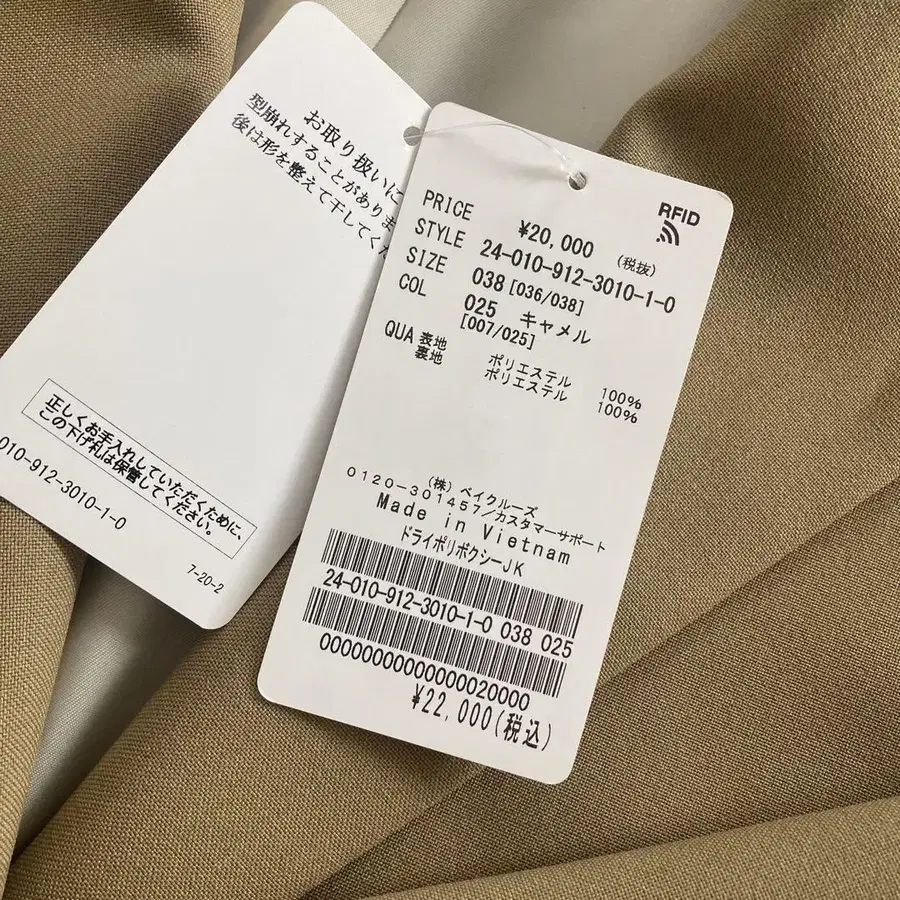 お取り扱いに
型崩れすることがありま
後は形を整えて干してくだ
正しくお手入れしていただくために、
この下げ札は保管してください。
010-912-3010-1-0
7-20-2
RFID
PRICE ¥20,000 (税抜)
STYLE 24-010-912-3010-1-0
SIZE 038 [036/038]
COL 025 キャメル
[007/025]
QUA 表地 ポリエステル 100%
裏地 ポリエステル 100%
(株) ベイクルーズ
0120-301457/カスタマーサポート
Made in Vietnam
ドライポリボクシーJK
24-010-912-3010-1-0 038 025
00000000000000020000
¥22,000(税込)